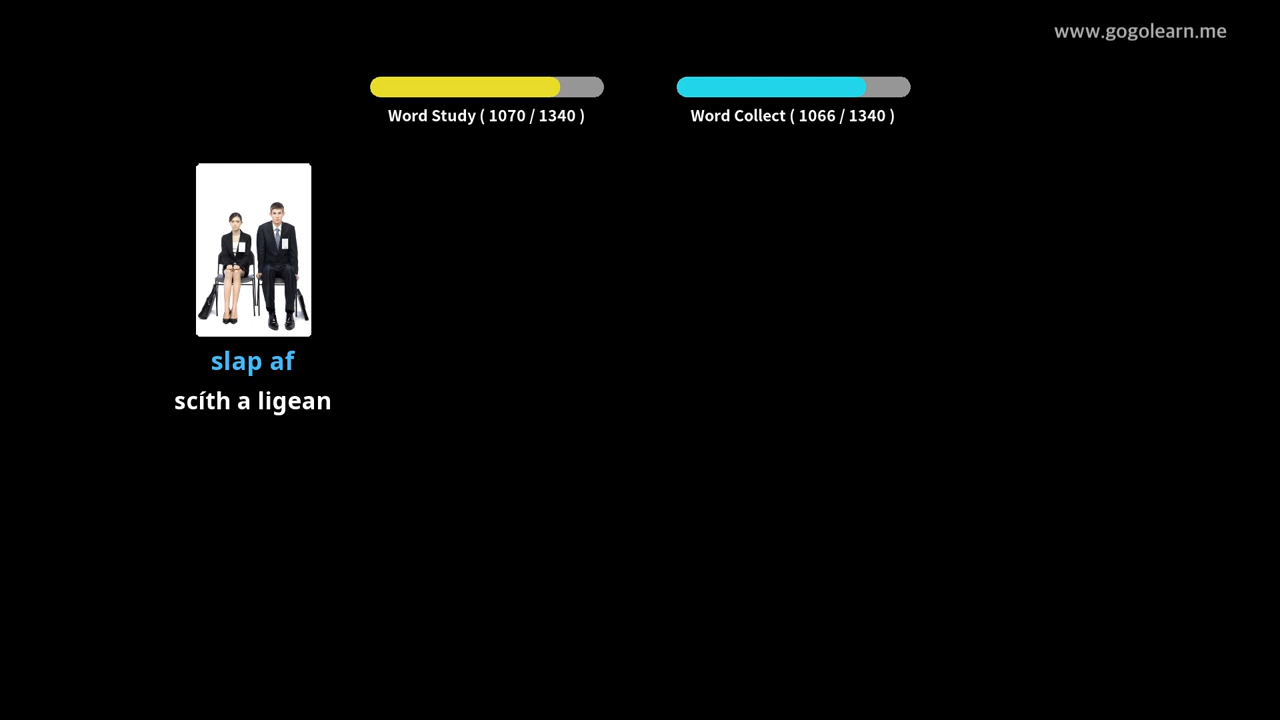 www.gogolearn.me
Word Study ( 1070 / 1340 )
Word Collect ( 1066 / 1340 )
slap af
scíth a ligean